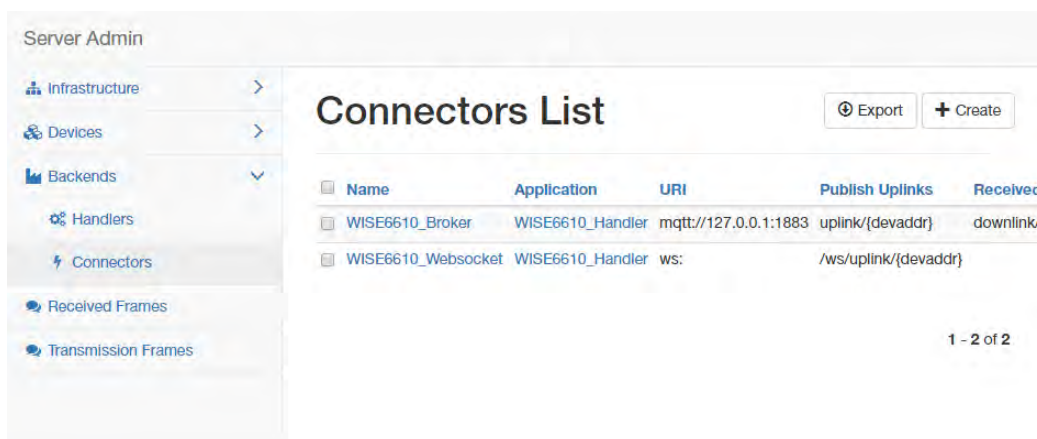 Server Admin
Infrastructure
Devices
Backends
Handlers
Connectors
Received Frames
Transmission Frames
Connectors List
Export
Create
Name Application URI Publish Uplinks Received
WISE6610_Broker WISE6610_Handler mqtt://127.0.0.1:1883 uplink/{devaddr} downlink/
WISE6610_Websocket WISE6610_Handler ws: /ws/uplink/{devaddr}
1 - 2 of 2